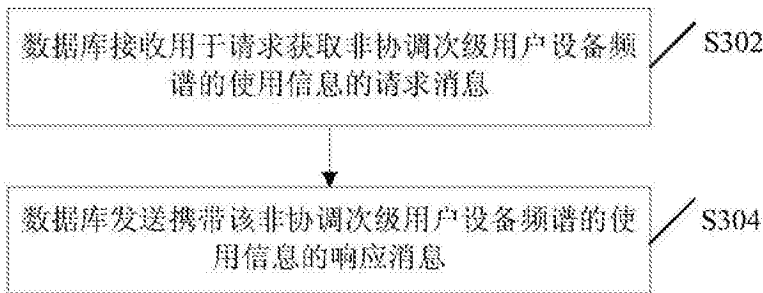 数据库接收用于请求获取非协调次级用户设备频
谱的使用信息的请求消息
S302
数据库发送携带该非协调次级用户设备频谱的使
用信息的响应消息
S304